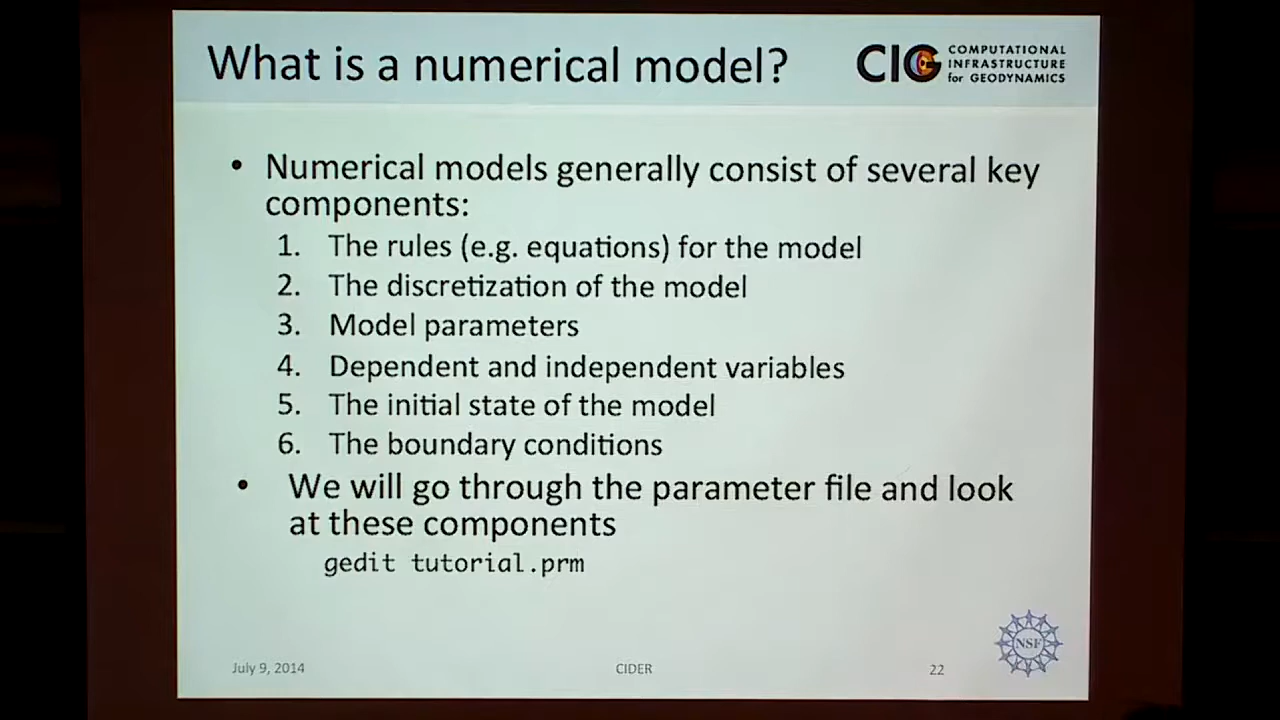 What is a numerical model?
CIG COMPUTATIONAL
INFRASTRUCTURE
for GEODYNAMICS
• Numerical models generally consist of several key
components:
1. The rules (e.g. equations) for the model
2. The discretization of the model
3. Model parameters
4. Dependent and independent variables
5. The initial state of the model
6. The boundary conditions
• We will go through the parameter file and look
at these components
gedit tutorial.prm
NSF
July 9, 2014
CIDER
22